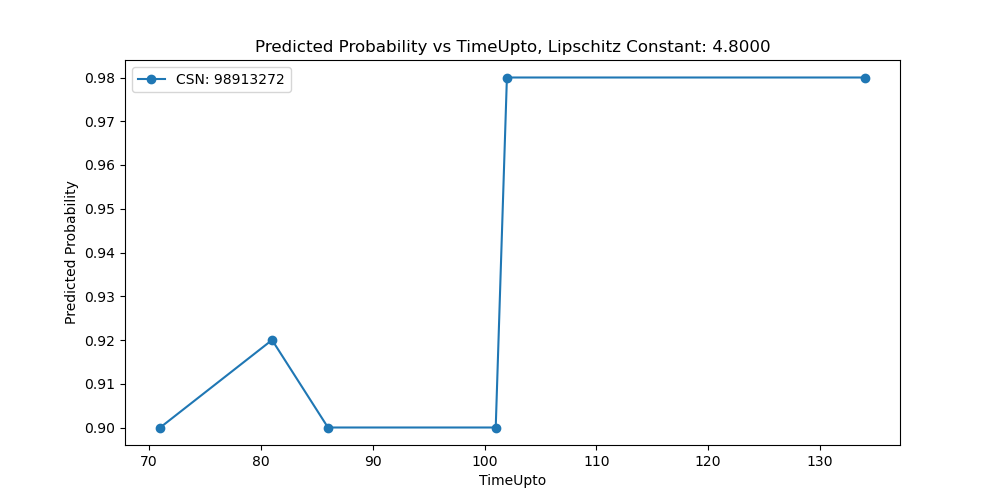 Predicted Probability vs TimeUpto, Lipschitz Constant: 4.8000
CSN: 98913272
Predicted Probability
0.98
0.97
0.96
0.95
0.94
0.93
0.92
0.91
0.90
70 80 90 100 110 120 130
TimeUpto